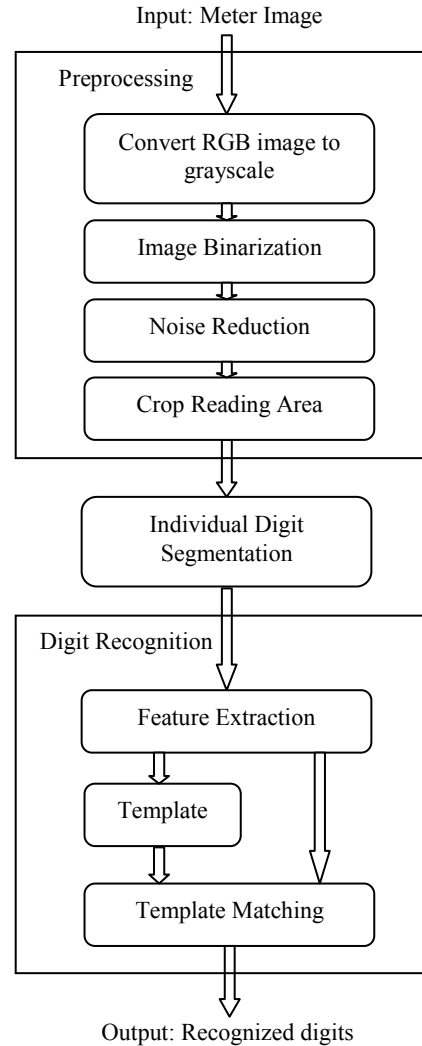 Input: Meter Image
Preprocessing
Convert RGB image to
grayscale
Image Binarization
Noise Reduction
Crop Reading Area
Individual Digit
Segmentation
Digit Recognition
Feature Extraction
Template
Template Matching
Output: Recognized digits